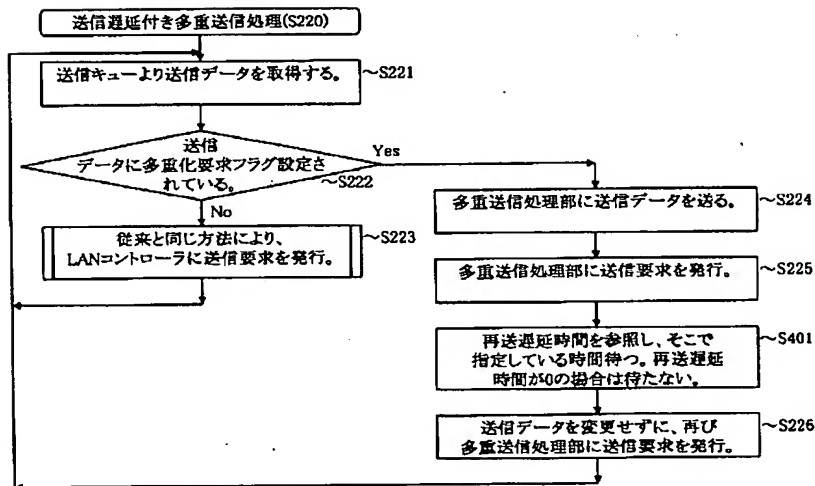 送信遅延付き多重送信処理(S220)
送信キューより送信データを取得する。
~S221
送信
データに多重化要求フラグ設定さ
れている。
~S222
Yes
No
従来と同じ方法により、
LANコントローラに送信要求を発行。
~S223
多重送信処理部に送信データを送る。
~S224
多重送信処理部に送信要求を発行。
~S225
再送遅延時間を参照し、そこで
指定している時間待つ。再送遅延
時間が0の場合は待たない。
~S401
送信データを変更せずに、再び
多重送信処理部に送信要求を発行。
~S226